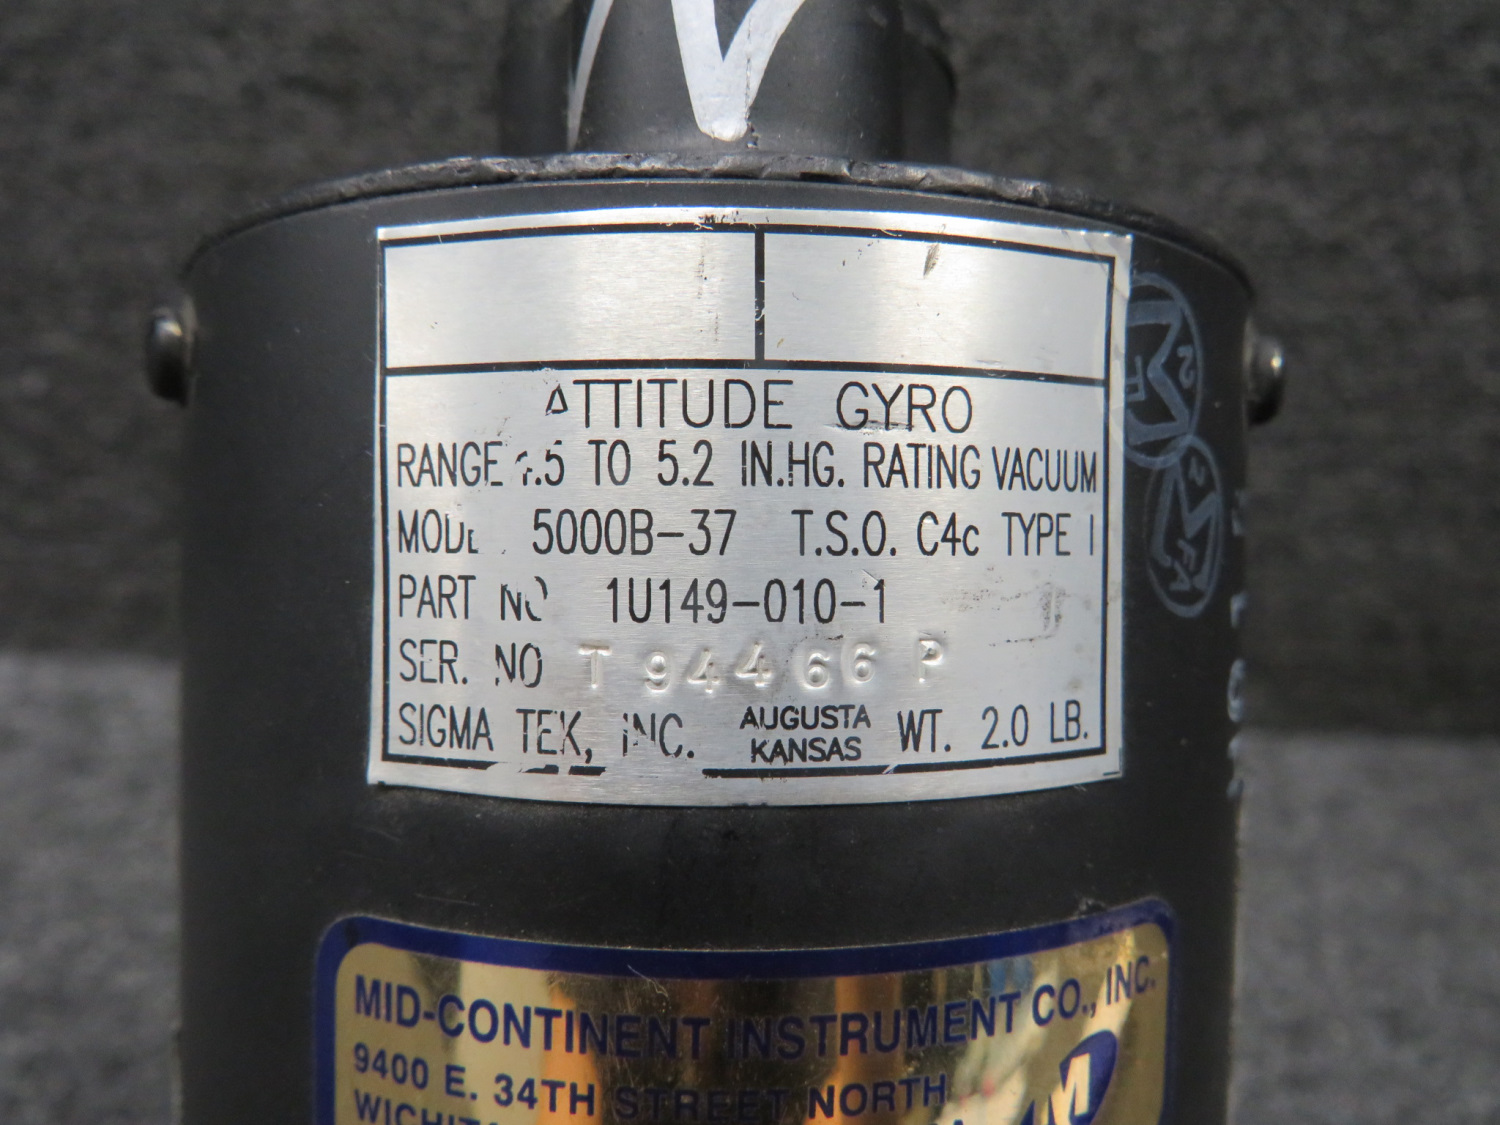 ATTITUDE GYRO
RANGE .5 TO 5.2 IN.HG. RATING VACUUM
MODEL 5000B-37 T.S.O. C4c TYPE I
PART NO 1U149-010-1
SER. NO T 94466 P
SIGMA TEK, INC. AUGUSTA KANSAS WT. 2.0 LB.
MID-CONTINENT INSTRUMENT CO., INC.
9400 E. 34TH STREET NORTH